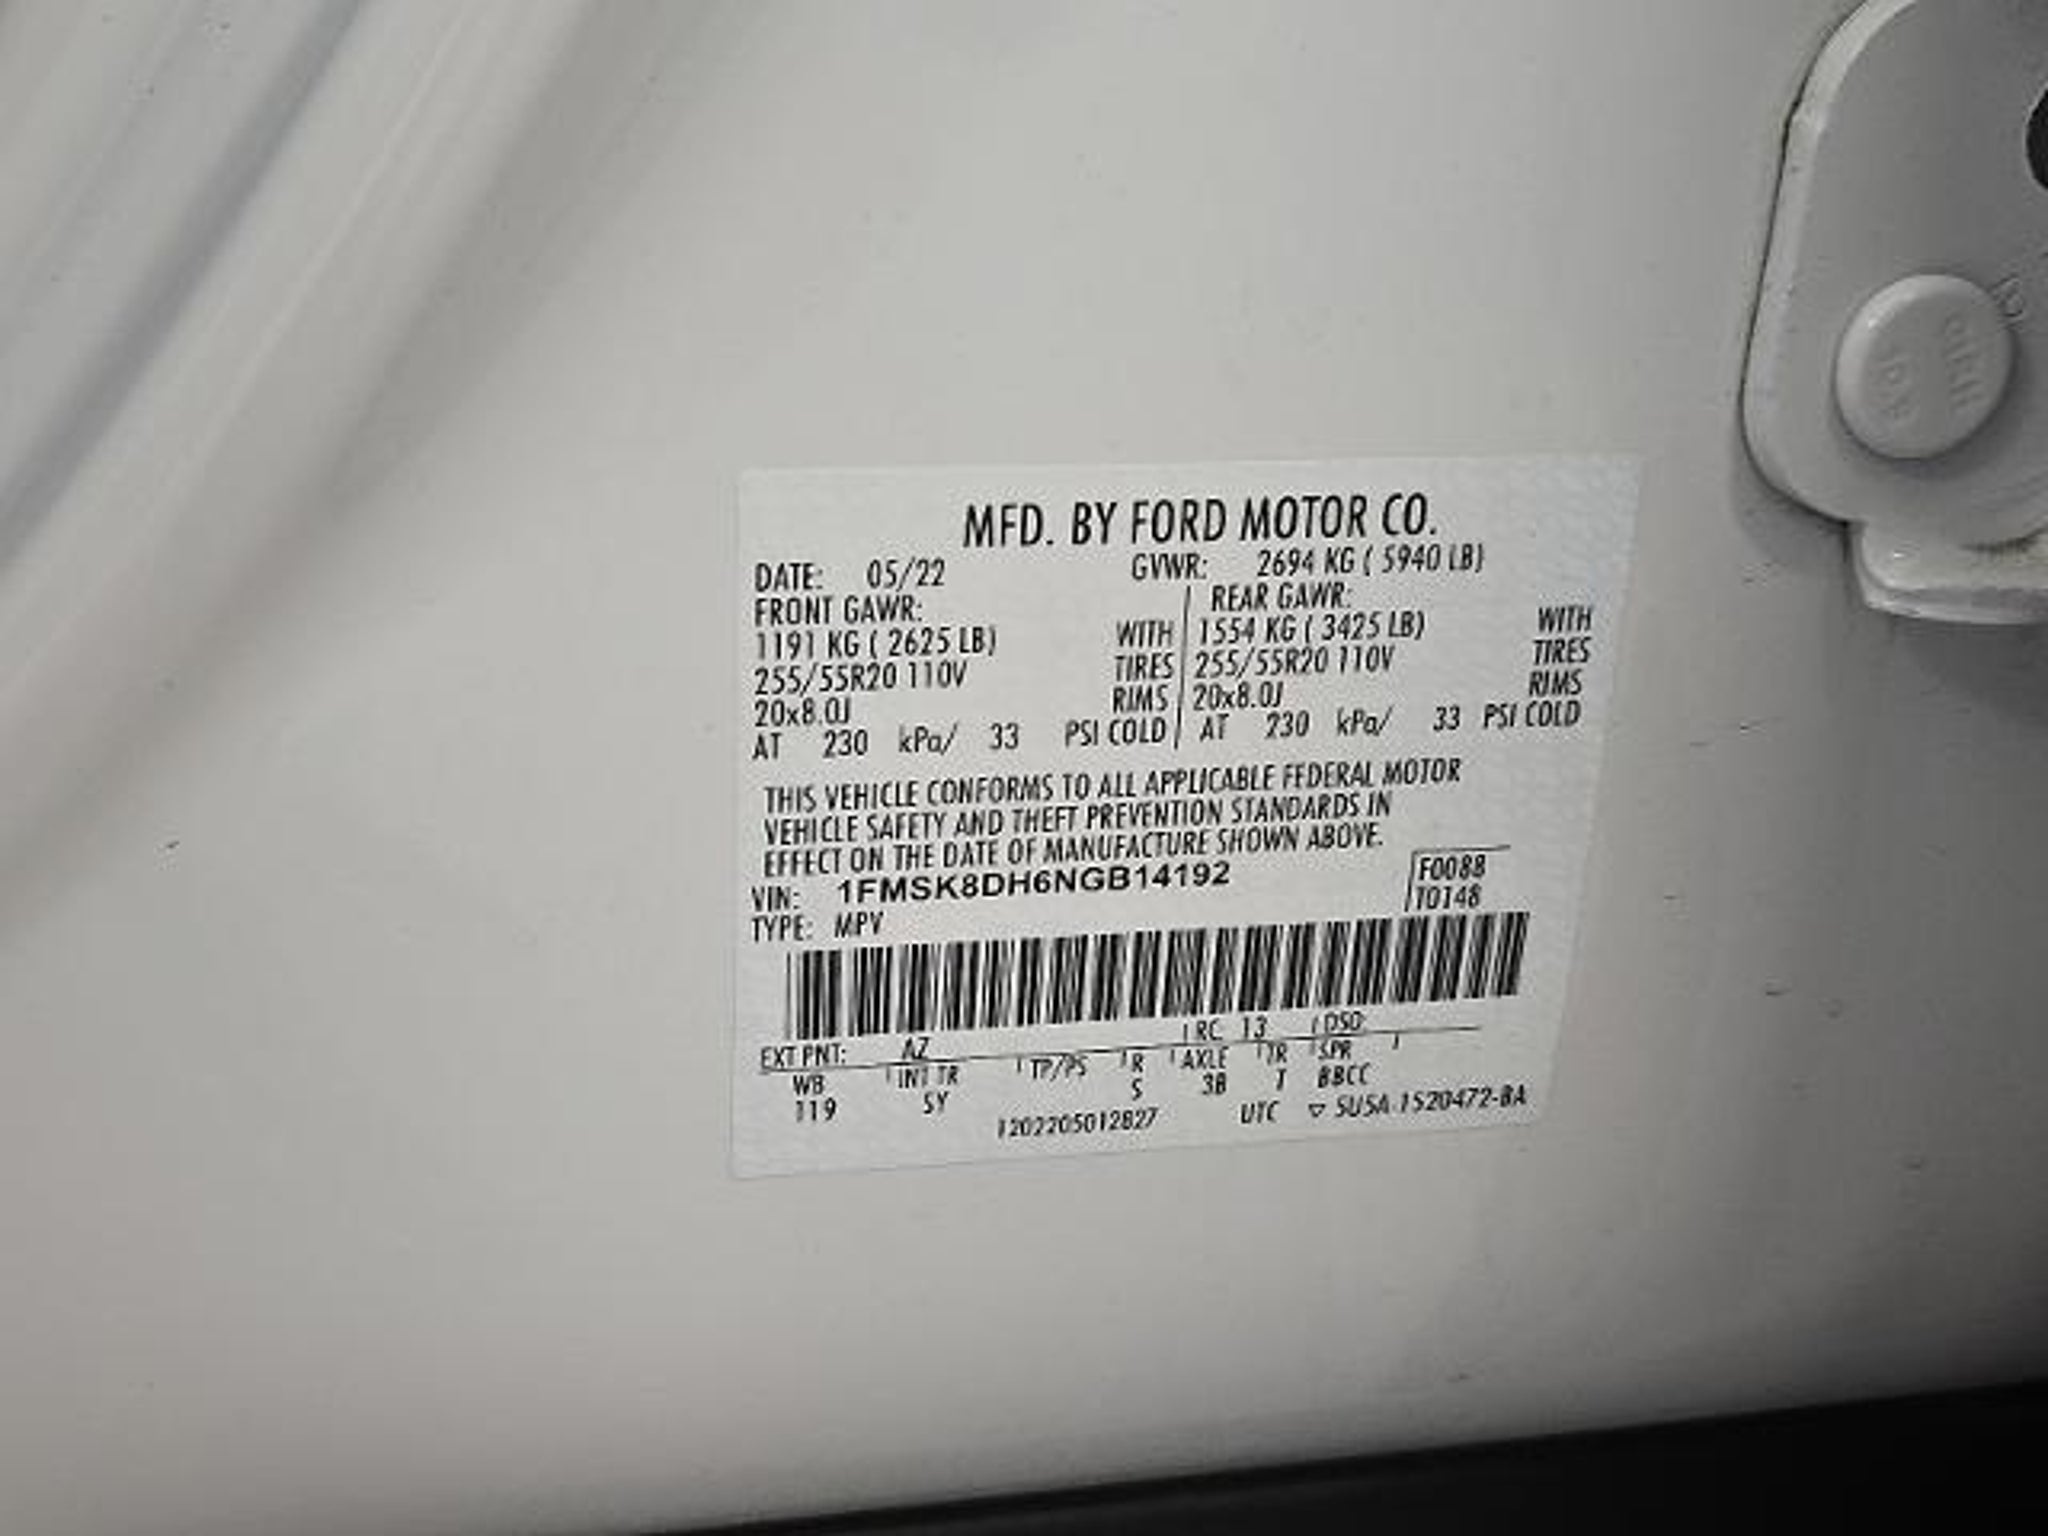 MFD. BY FORD MOTOR CO.
DATE: 05/22 GVWR: 2694 KG ( 5940 LB)
FRONT GAWR: REAR GAWR:
1191 KG ( 2625 LB) WITH 1554 KG ( 3425 LB) WITH
255/55R20 110V TIRES 255/55R20 110V TIRES
20x8.0J RIMS 20x8.0J RIMS
AT 230 kPa/ 33 PSI COLD AT 230 kPa/ 33 PSI COLD
THIS VEHICLE CONFORMS TO ALL APPLICABLE FEDERAL MOTOR
VEHICLE SAFETY AND THEFT PREVENTION STANDARDS IN
EFFECT ON THE DATE OF MANUFACTURE SHOWN ABOVE.
VIN: 1FMSK8DH6NGB14192 F0088
TYPE: MPV T0148
EXT PNT: AZ RC 13 DSO:
WB INT TR TP/PS R AXLE TR SPR
119 SY S 3B T BBCC
1202205012827 UTC ▽ SU5A 1520472-BA